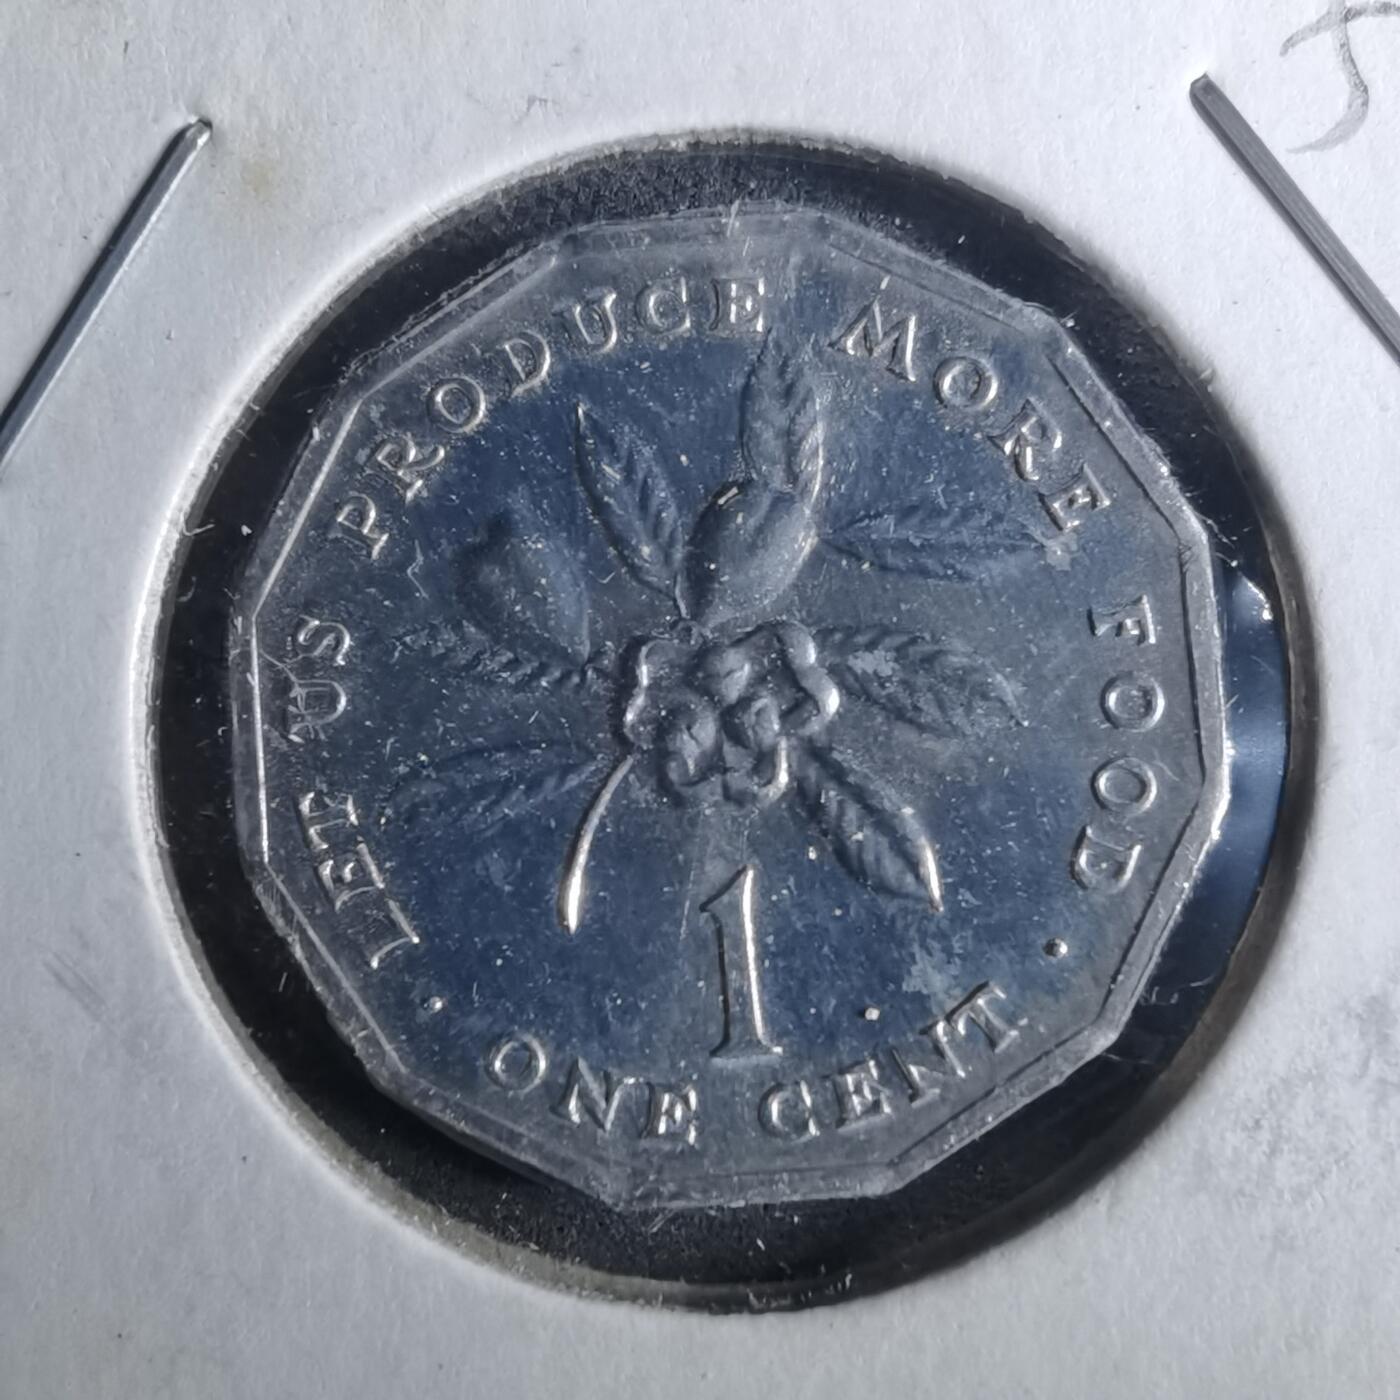 LET US PRODUCE MORE FOOD
1
ONE CENT